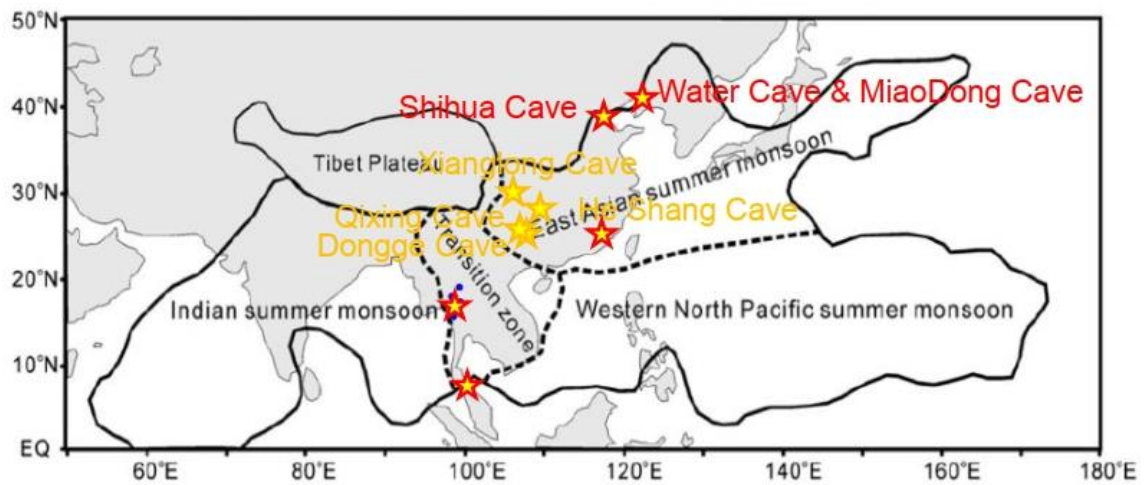 50°N
40°N
30°N
20°N
10°N
EQ
Shihua Cave
Water Cave & MiaoDong Cave
Tibet Plateau
Xianglong Cave
East Asian summer monsoon
Qixing Cave
He Shang Cave
Dongge Cave
Transition zone
Indian summer monsoon
Western North Pacific summer monsoon
60°E
80°E
100°E
120°E
140°E
160°E
180°E